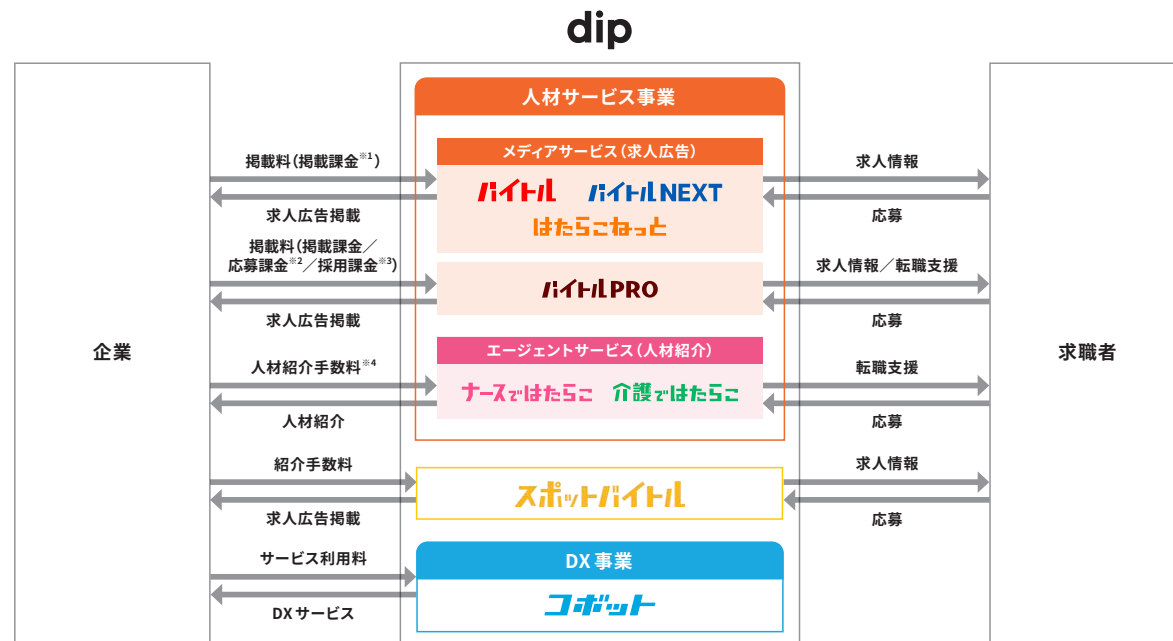 dip
人材サービス事業
メディアサービス(求人広告)
バイトル バイトルNEXT
はたらこねっと
バイトルPRO
エージェントサービス(人材紹介)
ナースではたらこ 介護ではたらこ
スポットバイトル
DX事業
コボット
企業
掲載料(掲載課金※1)
求人広告掲載
掲載料(掲載課金/
応募課金※2/採用課金※3)
求人広告掲載
人材紹介手数料※4
人材紹介
紹介手数料
求人広告掲載
サービス利用料
DXサービス
求人情報
応募
求人情報/転職支援
応募
転職支援
応募
求人情報
応募
求職者